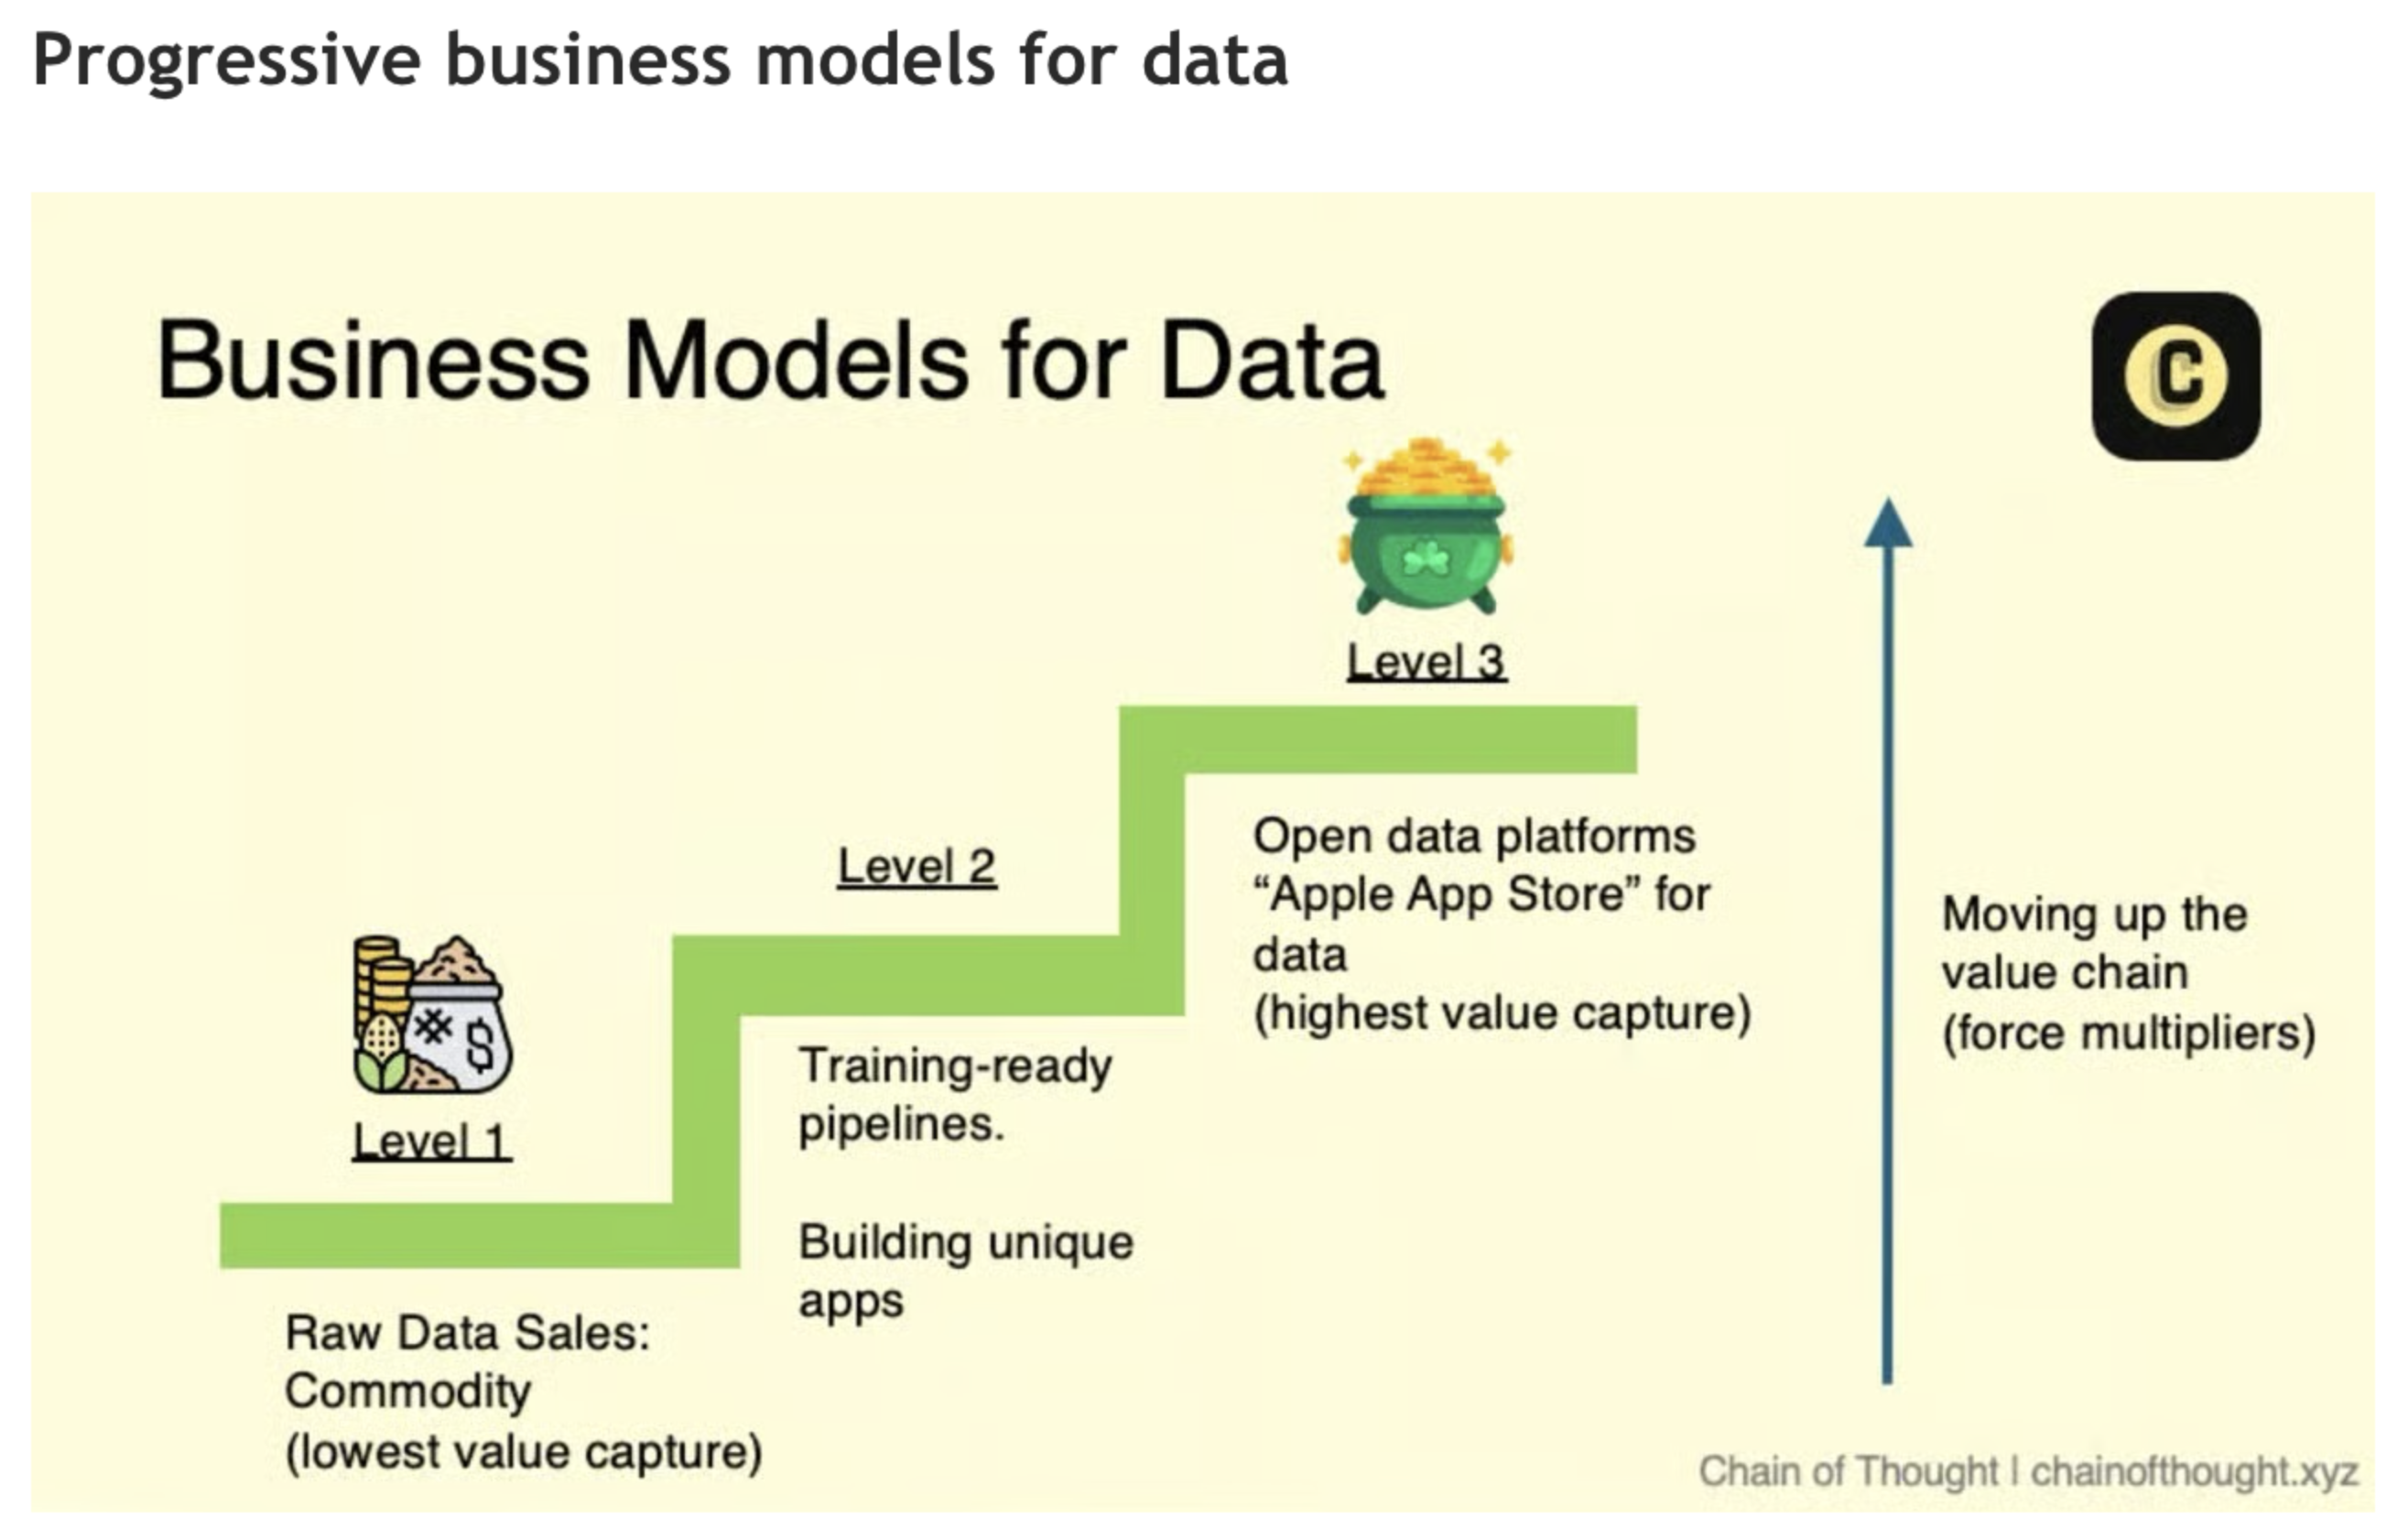 Progressive business models for data
Business Models for Data
C
Level 3
Level 2
Open data platforms
“Apple App Store” for
data
(highest value capture)
Moving up the
value chain
(force multipliers)
$
Level 1
Training-ready
pipelines.
Building unique
apps
Raw Data Sales:
Commodity
(lowest value capture)
Chain of Thought | chainofthought.xyz